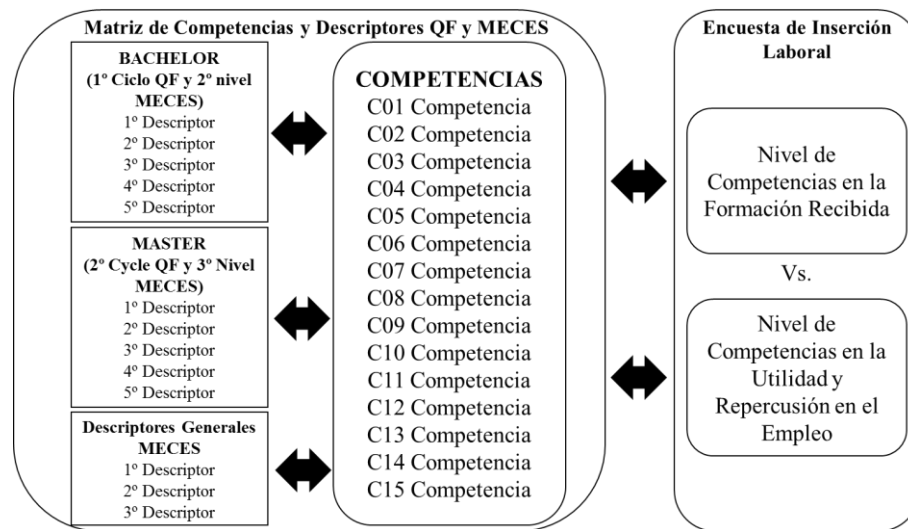 Matriz de Competencias y Descriptores QF y MECES
BACHELOR
(1º Ciclo QF y 2º nivel
MECES)
1º Descriptor
2º Descriptor
3º Descriptor
4º Descriptor
5º Descriptor
MASTER
(2º Cycle QF y 3º Nivel
MECES)
1º Descriptor
2º Descriptor
3º Descriptor
4º Descriptor
5º Descriptor
Descriptores Generales
MECES
1º Descriptor
2º Descriptor
3º Descriptor
COMPETENCIAS
C01 Competencia
C02 Competencia
C03 Competencia
C04 Competencia
C05 Competencia
C06 Competencia
C07 Competencia
C08 Competencia
C09 Competencia
C10 Competencia
C11 Competencia
C12 Competencia
C13 Competencia
C14 Competencia
C15 Competencia
Encuesta de Inserción
Laboral
Nivel de
Competencias en la
Formación Recibida
Vs.
Nivel de
Competencias en la
Utilidad y
Repercusión en el
Empleo